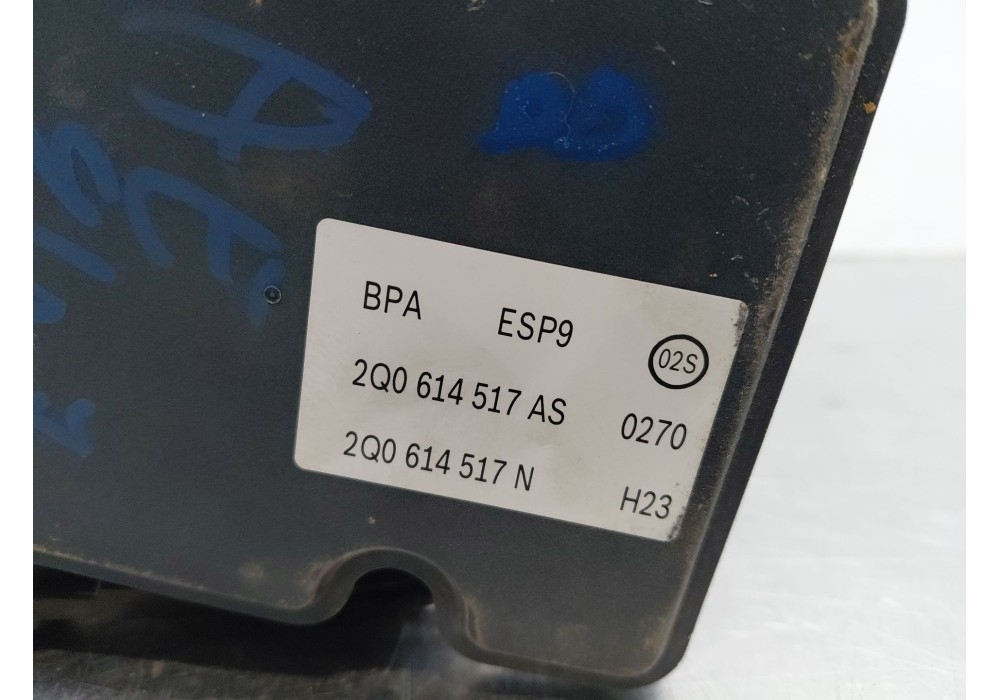 BPA ESP9
02S
2Q0 614 517 AS 0270
2Q0 614 517 N H23